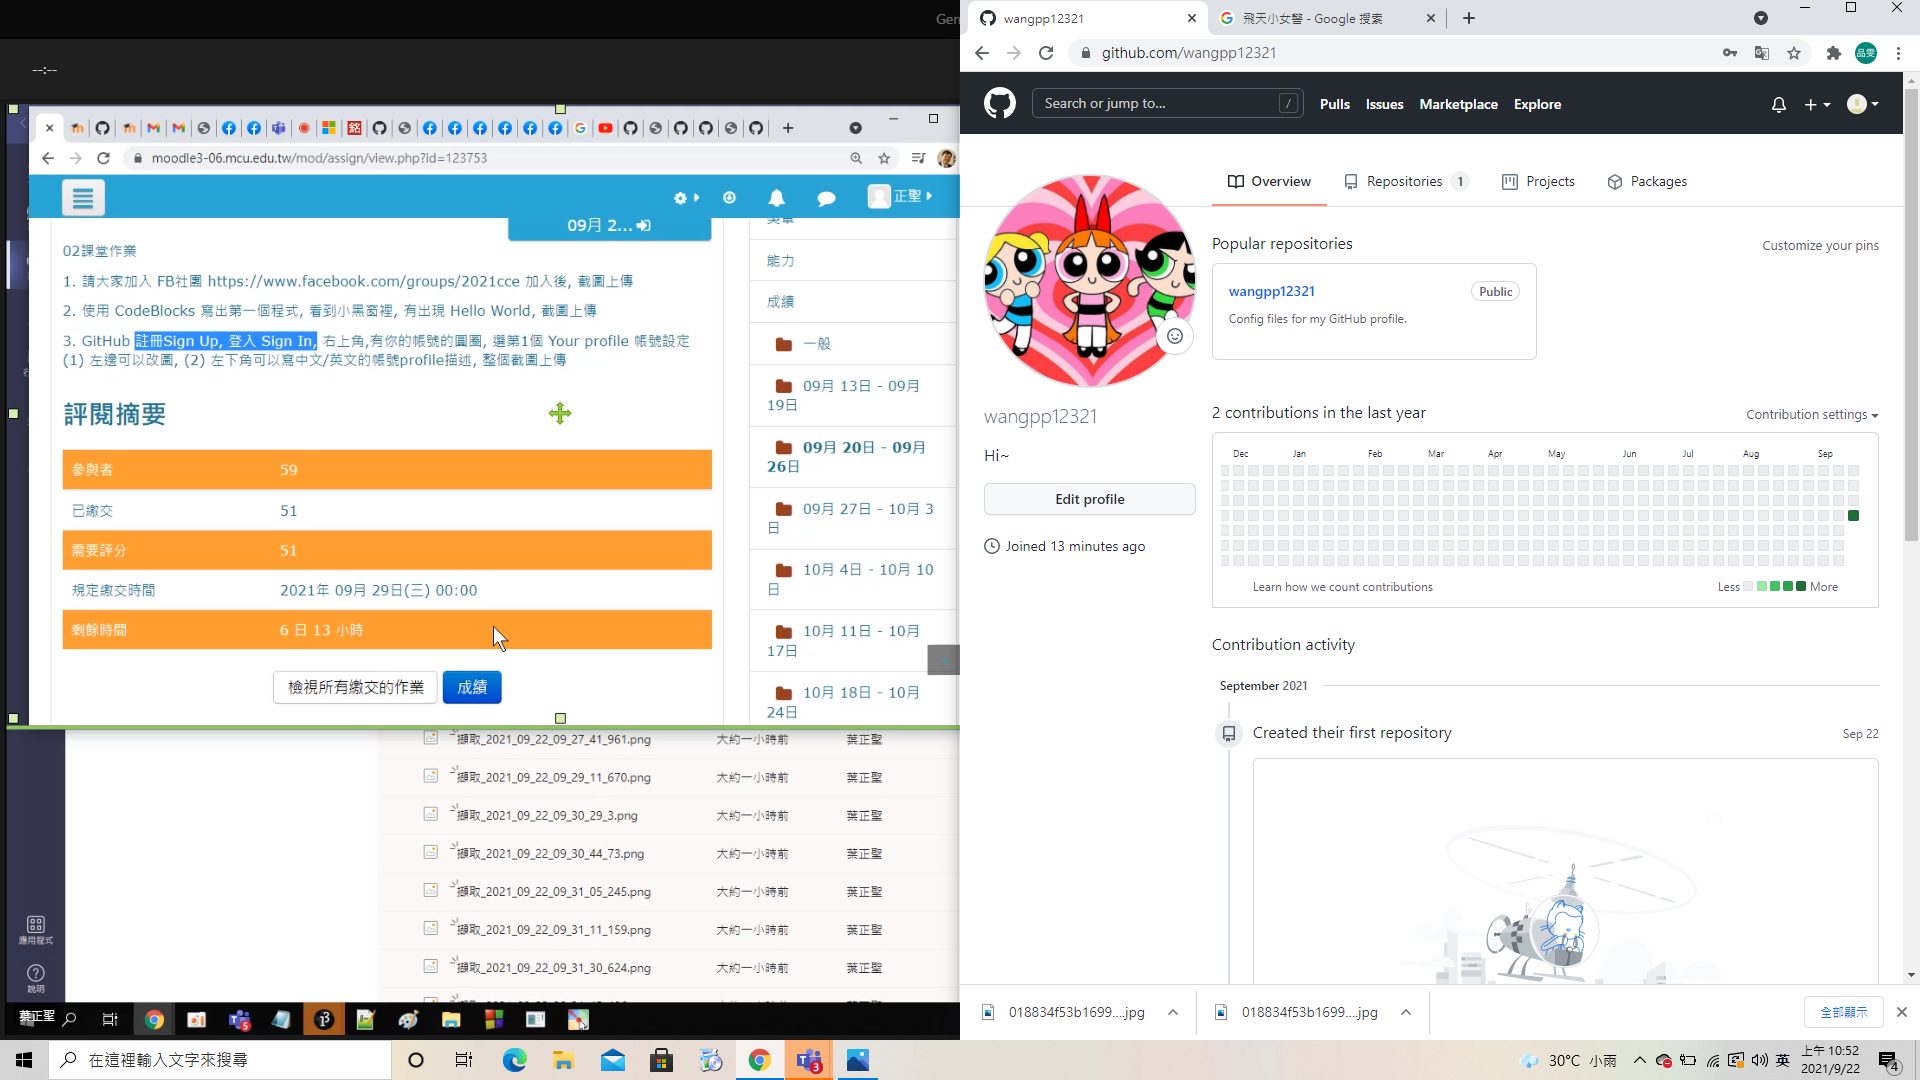 Gen
--:--
moodle3-06.mcu.edu.tw/mod/assign/view.php?id=123753
正聖
09月 2...
02課堂作業
1. 請大家加入 FB社團 https://www.facebook.com/groups/2021cce 加入後, 截圖上傳
2. 使用 CodeBlocks 寫出第一個程式, 看到小黑窗裡, 有出現 Hello World, 截圖上傳
3. GitHub 註冊Sign Up, 登入 Sign In, 右上角,有你的帳號的圓圈, 選第1個 Your profile 帳號設定
(1) 左邊可以改圖, (2) 左下角可以寫中文/英文的帳號profile描述, 整個截圖上傳
評閱摘要
參與者 59
已繳交 51
需要評分 51
規定繳交時間 2021年 09月 29日(三) 00:00
剩餘時間 6 日 13 小時
檢視所有繳交的作業 成績
能力
成績
一般
09月 13日 - 09月
19日
09月 20日 - 09月
26日
09月 27日 - 10月 3
日
10月 4日 - 10月 10
日
10月 11日 - 10月
17日
10月 18日 - 10月
24日
擷取_2021_09_22_09_27_41_961.png 大約一小時前 葉正聖
擷取_2021_09_22_09_29_11_670.png 大約一小時前 葉正聖
擷取_2021_09_22_09_30_29_3.png 大約一小時前 葉正聖
擷取_2021_09_22_09_30_44_73.png 大約一小時前 葉正聖
擷取_2021_09_22_09_31_05_245.png 大約一小時前 葉正聖
擷取_2021_09_22_09_31_11_159.png 大約一小時前 葉正聖
擷取_2021_09_22_09_31_30_624.png 大約一小時前 葉正聖
應用程式
說明
葉正聖
wangpp12321
飛天小女警 - Google 搜索
github.com/wangpp12321
品雯
Search or jump to... /
Pulls Issues Marketplace Explore
Overview Repositories 1 Projects Packages
Popular repositories
Customize your pins
wangpp12321 Public
Config files for my GitHub profile.
wangpp12321
Hi~
Edit profile
Joined 13 minutes ago
2 contributions in the last year
Contribution settings
Dec Jan Feb Mar Apr May Jun Jul Aug Sep
Learn how we count contributions
Less More
Contribution activity
September 2021
Created their first repository Sep 22
018834f53b1699....jpg
018834f53b1699....jpg
全部顯示
在這裡輸入文字來搜尋
30°C 小雨
英
上午 10:52
2021/9/22
4